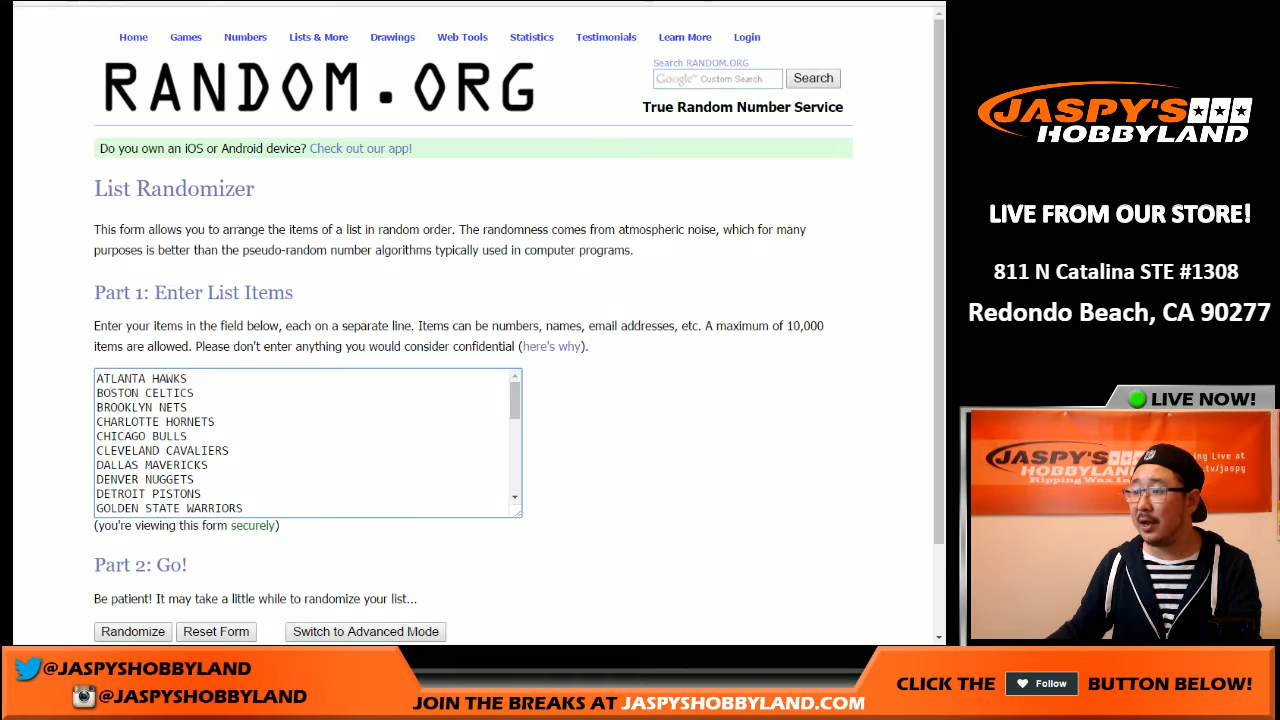 Home Games Numbers Lists & More Drawings Web Tools Statistics Testimonials Learn More Login
RANDOM.ORG
Search RANDOM.ORG
Google™ Custom Search Search
True Random Number Service
Do you own an iOS or Android device? Check out our app!
List Randomizer
This form allows you to arrange the items of a list in random order. The randomness comes from atmospheric noise, which for many
purposes is better than the pseudo-random number algorithms typically used in computer programs.
Part 1: Enter List Items
Enter your items in the field below, each on a separate line. Items can be numbers, names, email addresses, etc. A maximum of 10,000
items are allowed. Please don't enter anything you would consider confidential (here's why).
ATLANTA HAWKS
BOSTON CELTICS
BROOKLYN NETS
CHARLOTTE HORNETS
CHICAGO BULLS
CLEVELAND CAVALIERS
DALLAS MAVERICKS
DENVER NUGGETS
DETROIT PISTONS
GOLDEN STATE WARRIORS
(you're viewing this form securely)
Part 2: Go!
Be patient! It may take a little while to randomize your list...
Randomize Reset Form Switch to Advanced Mode
JASPY'S
HOBBYLAND
LIVE FROM OUR STORE!
811 N Catalina STE #1308
Redondo Beach, CA 90277
LIVE NOW!
JASPY'S
HOBBYLAND
Ripping Wax
Live at
tv/jaspy
@JASPYSHOBBYLAND
@JASPYSHOBBYLAND
JOIN THE BREAKS AT JASPYSHOBBYLAND.COM
CLICK THE Follow BUTTON BELOW!